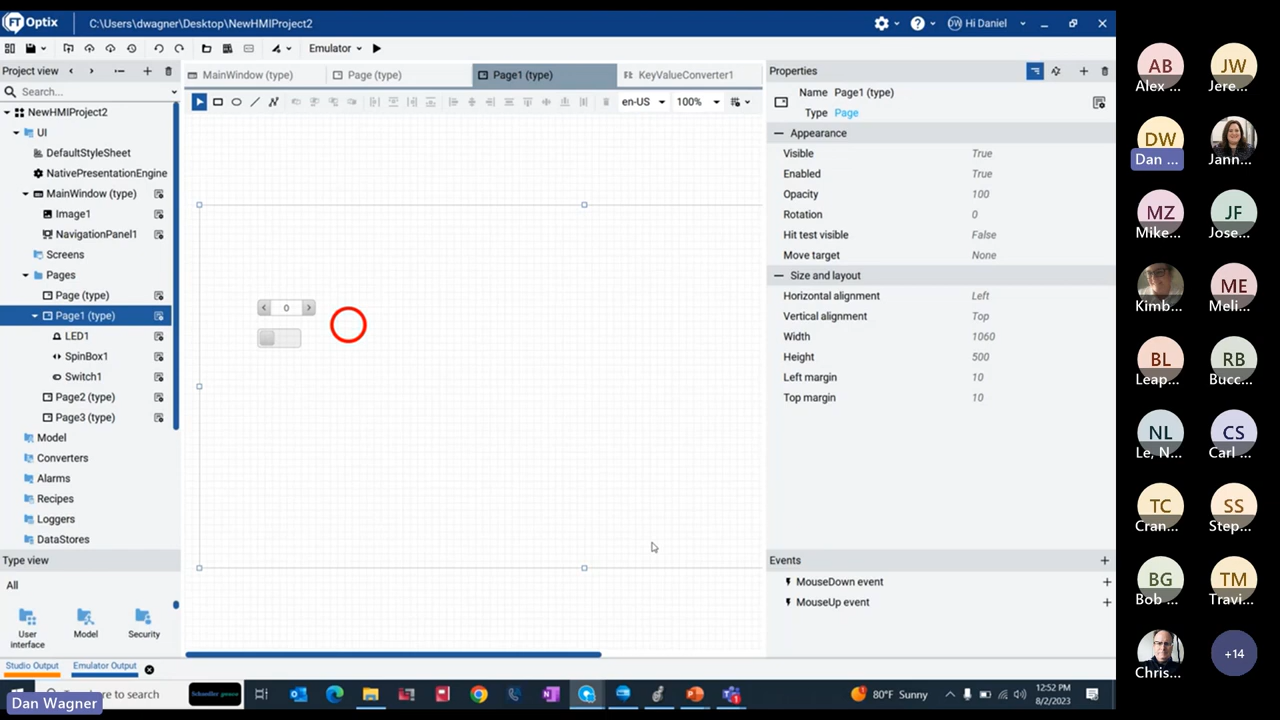 FT Optix
C:\Users\dwagner\Desktop\NewHMIProject2
DW Hi Daniel
Emulator
Project view
Search...
NewHMIProject2
UI
DefaultStyleSheet
NativePresentationEngine
MainWindow (type)
Image1
NavigationPanel1
Screens
Pages
Page (type)
Page1 (type)
LED1
SpinBox1
Switch1
Page2 (type)
Page3 (type)
Model
Converters
Alarms
Recipes
Loggers
DataStores
Type view
All
User interface
Model
Security
Studio Output
Emulator Output
MainWindow (type)
Page (type)
Page1 (type)
KeyValueConverter1
en-US
100%
0
Properties
Name Page1 (type)
Type Page
Appearance
Visible True
Enabled True
Opacity 100
Rotation 0
Hit test visible False
Move target None
Size and layout
Horizontal alignment Left
Vertical alignment Top
Width 1060
Height 500
Left margin 10
Top margin 10
Events
MouseDown event
MouseUp event
AB
Alex ...
JW
Jere...
DW
Dan ...
Jann...
MZ
Mike...
JF
Jose...
Kimb...
ME
Meli...
BL
Leap...
RB
Bucc...
NL
Le, N...
CS
Carl ...
TC
Cran...
SS
Step...
BG
Bob ...
TM
Travi...
Chris...
+14
to search
80°F Sunny
12:52 PM
8/2/2023
Dan Wagner